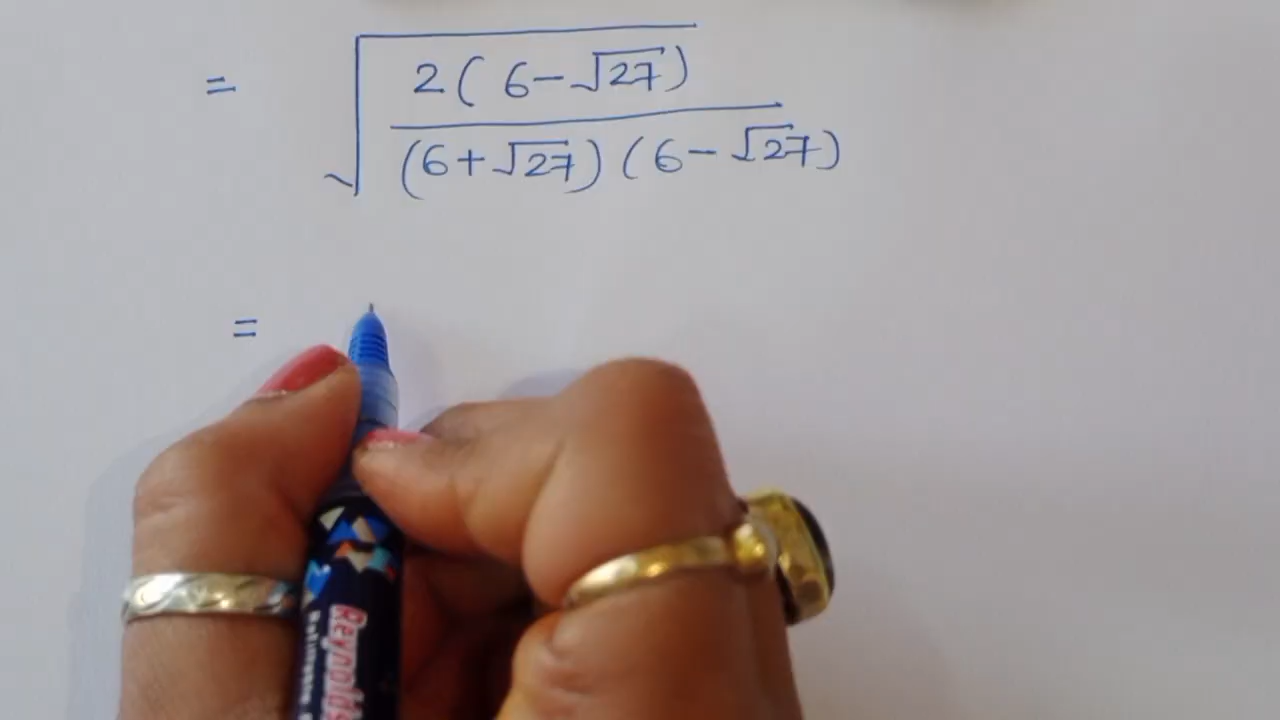 = √(2(6-√27) / (6+√27)(6-√27))
=
Reynolds